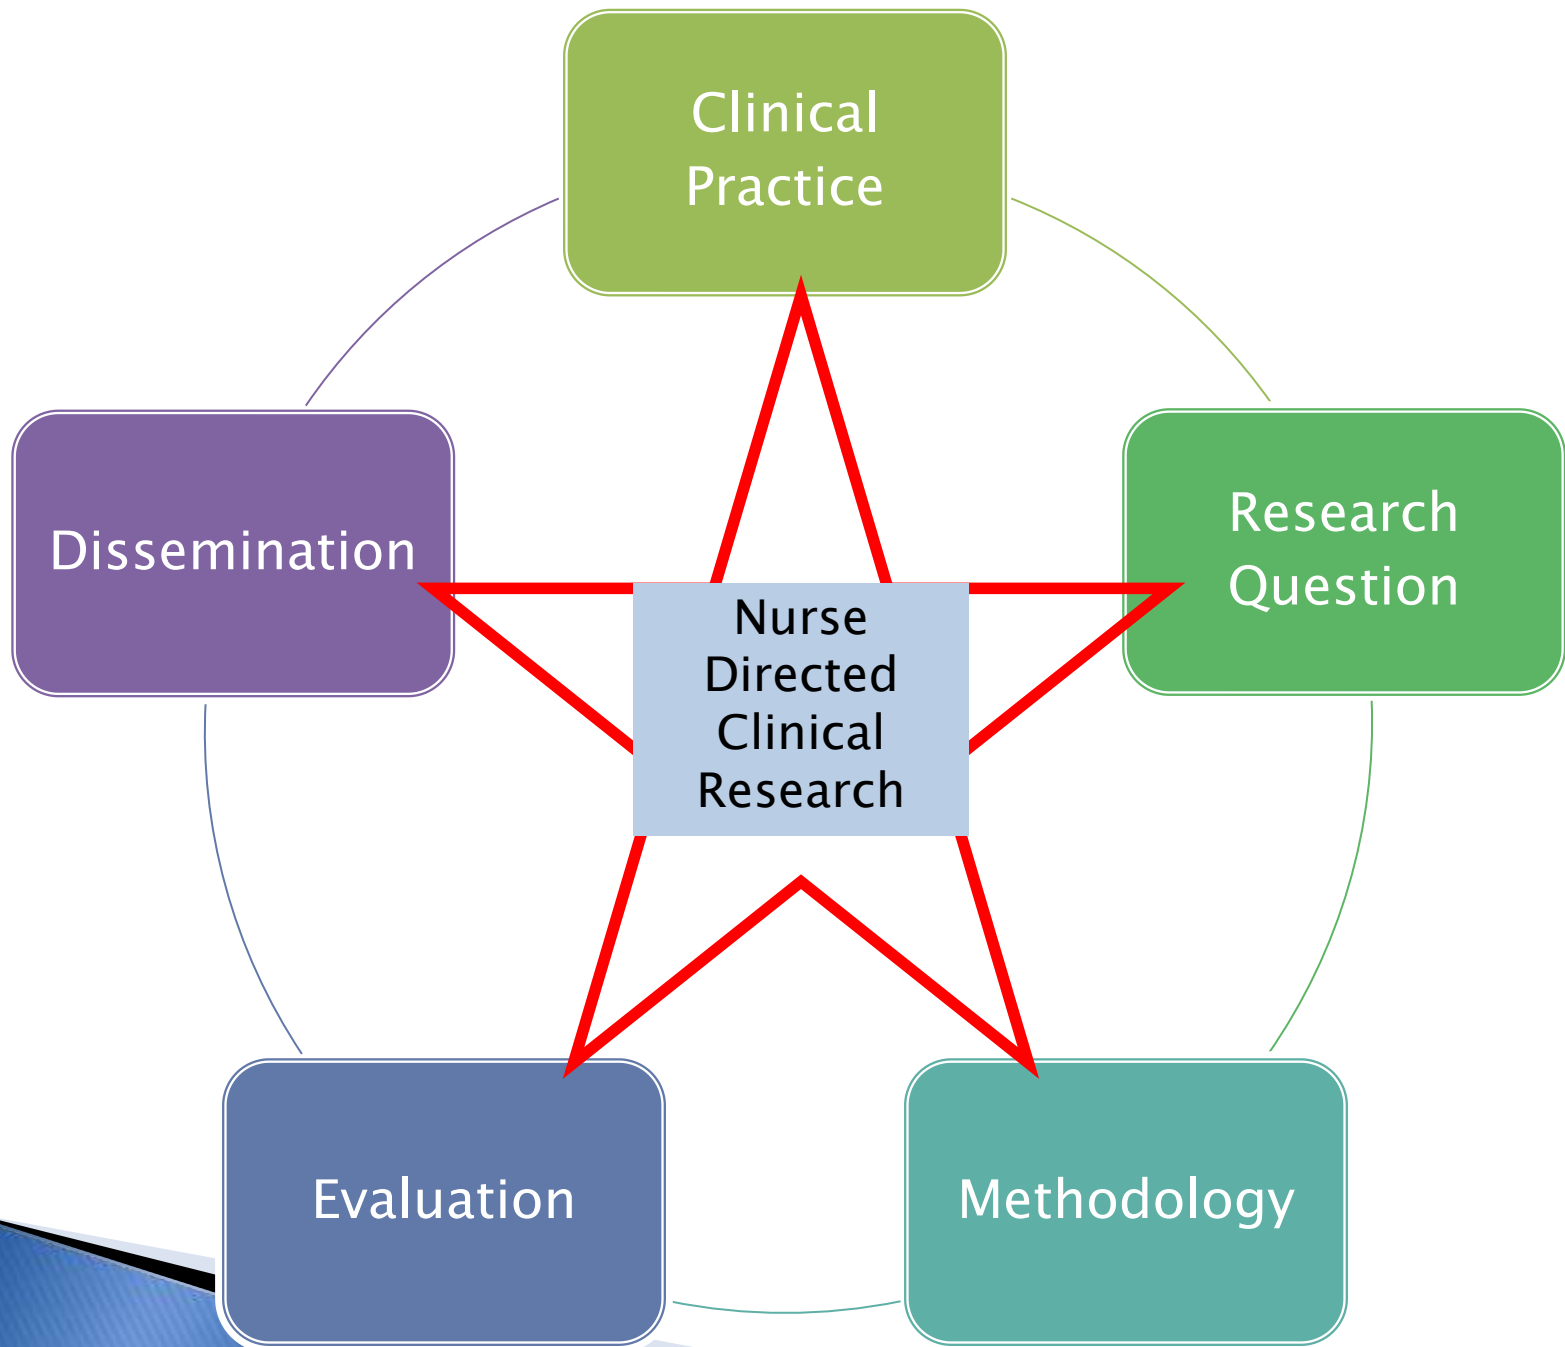 Clinical
Practice
Research
Question
Methodology
Evaluation
Dissemination
Nurse
Directed
Clinical
Research